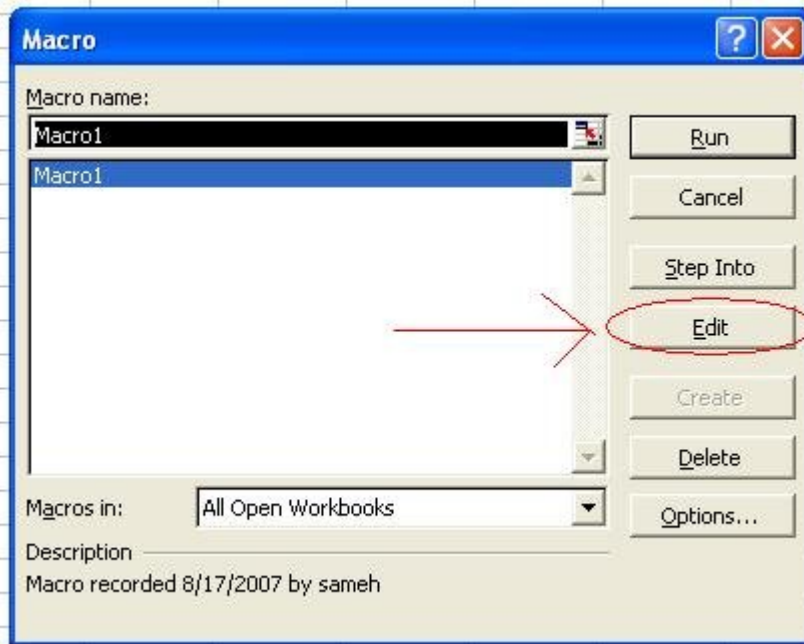 Macro
Macro name:
Macro1
Run
Macro1
Cancel
Step Into
Edit
Create
Delete
Macros in:
All Open Workbooks
Options...
Description
Macro recorded 8/17/2007 by sameh